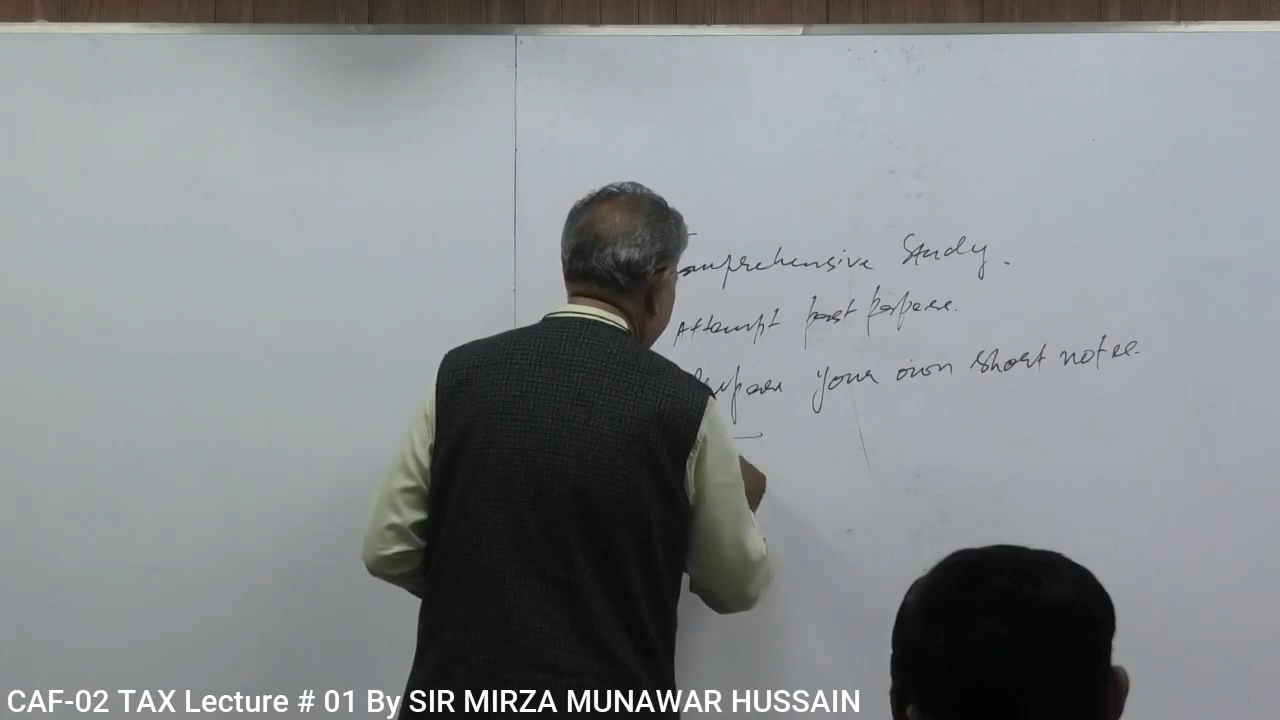 Comprehensive Study.
Attempt past papers.
Prepare your own short notes.
CAF-02 TAX Lecture # 01 By SIR MIRZA MUNAWAR HUSSAIN